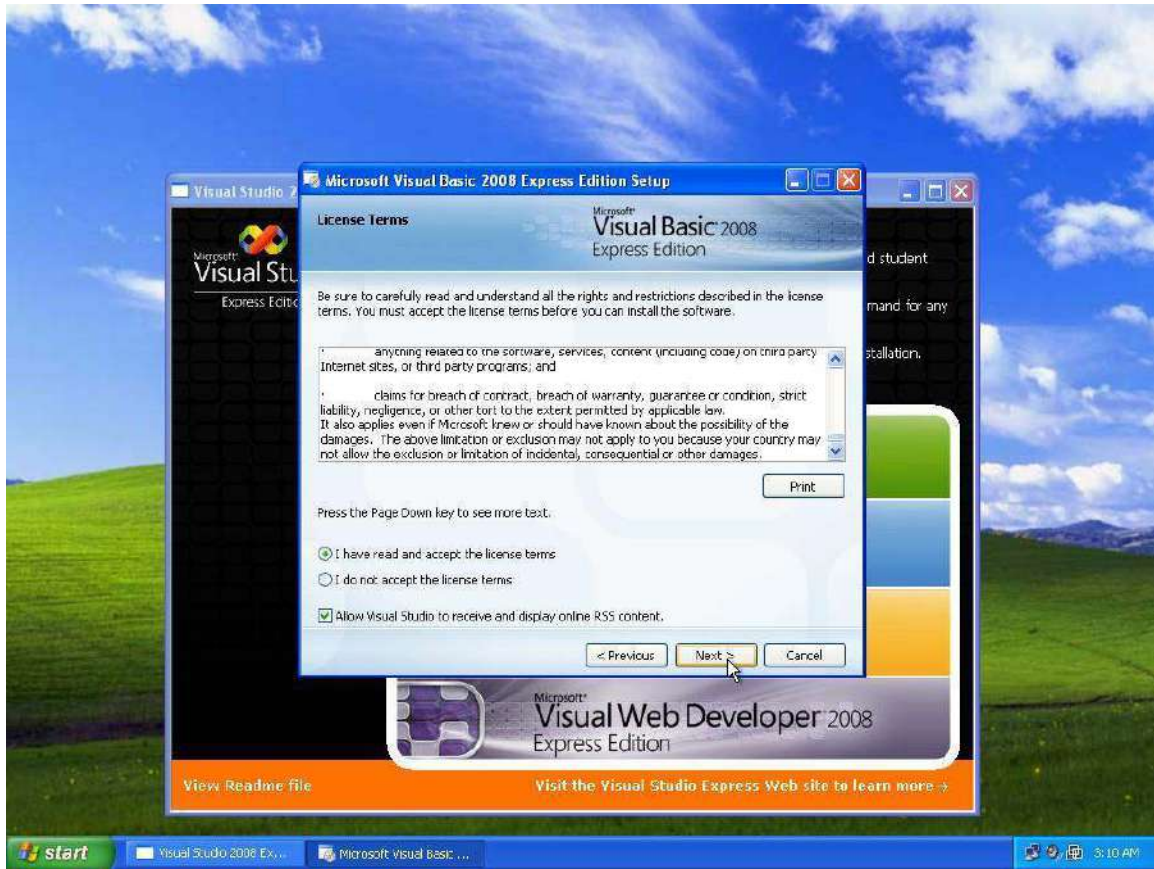 Visual Studio 2
Microsoft Visual Basic 2008 Express Edition Setup
License Terms
Microsoft
Visual Basic 2008
Express Edition
Microsoft
Visual Stu
Express Editio
d student
mand for any
stallation.
Be sure to carefully read and understand all the rights and restrictions described in the license
terms. You must accept the license terms before you can install the software.
· anything related to the software, services, content (including code) on third party
Internet sites, or third party programs; and
· claims for breach of contract, breach of warranty, guarantee or condition, strict
liability, negligence, or other tort to the extent permitted by applicable law.
It also applies even if Microsoft knew or should have known about the possibility of the
damages. The above limitation or exclusion may not apply to you because your country may
not allow the exclusion or limitation of incidental, consequential or other damages.
Print
Press the Page Down key to see more text.
I have read and accept the license terms
I do not accept the license terms
Allow Visual Studio to receive and display online RSS content.
< Previous Next > Cancel
Microsoft
Visual Web Developer 2008
Express Edition
View Readme file Visit the Visual Studio Express Web site to learn more →
start Visual Studio 2008 Ex... Microsoft Visual Basic ... 3:10 AM